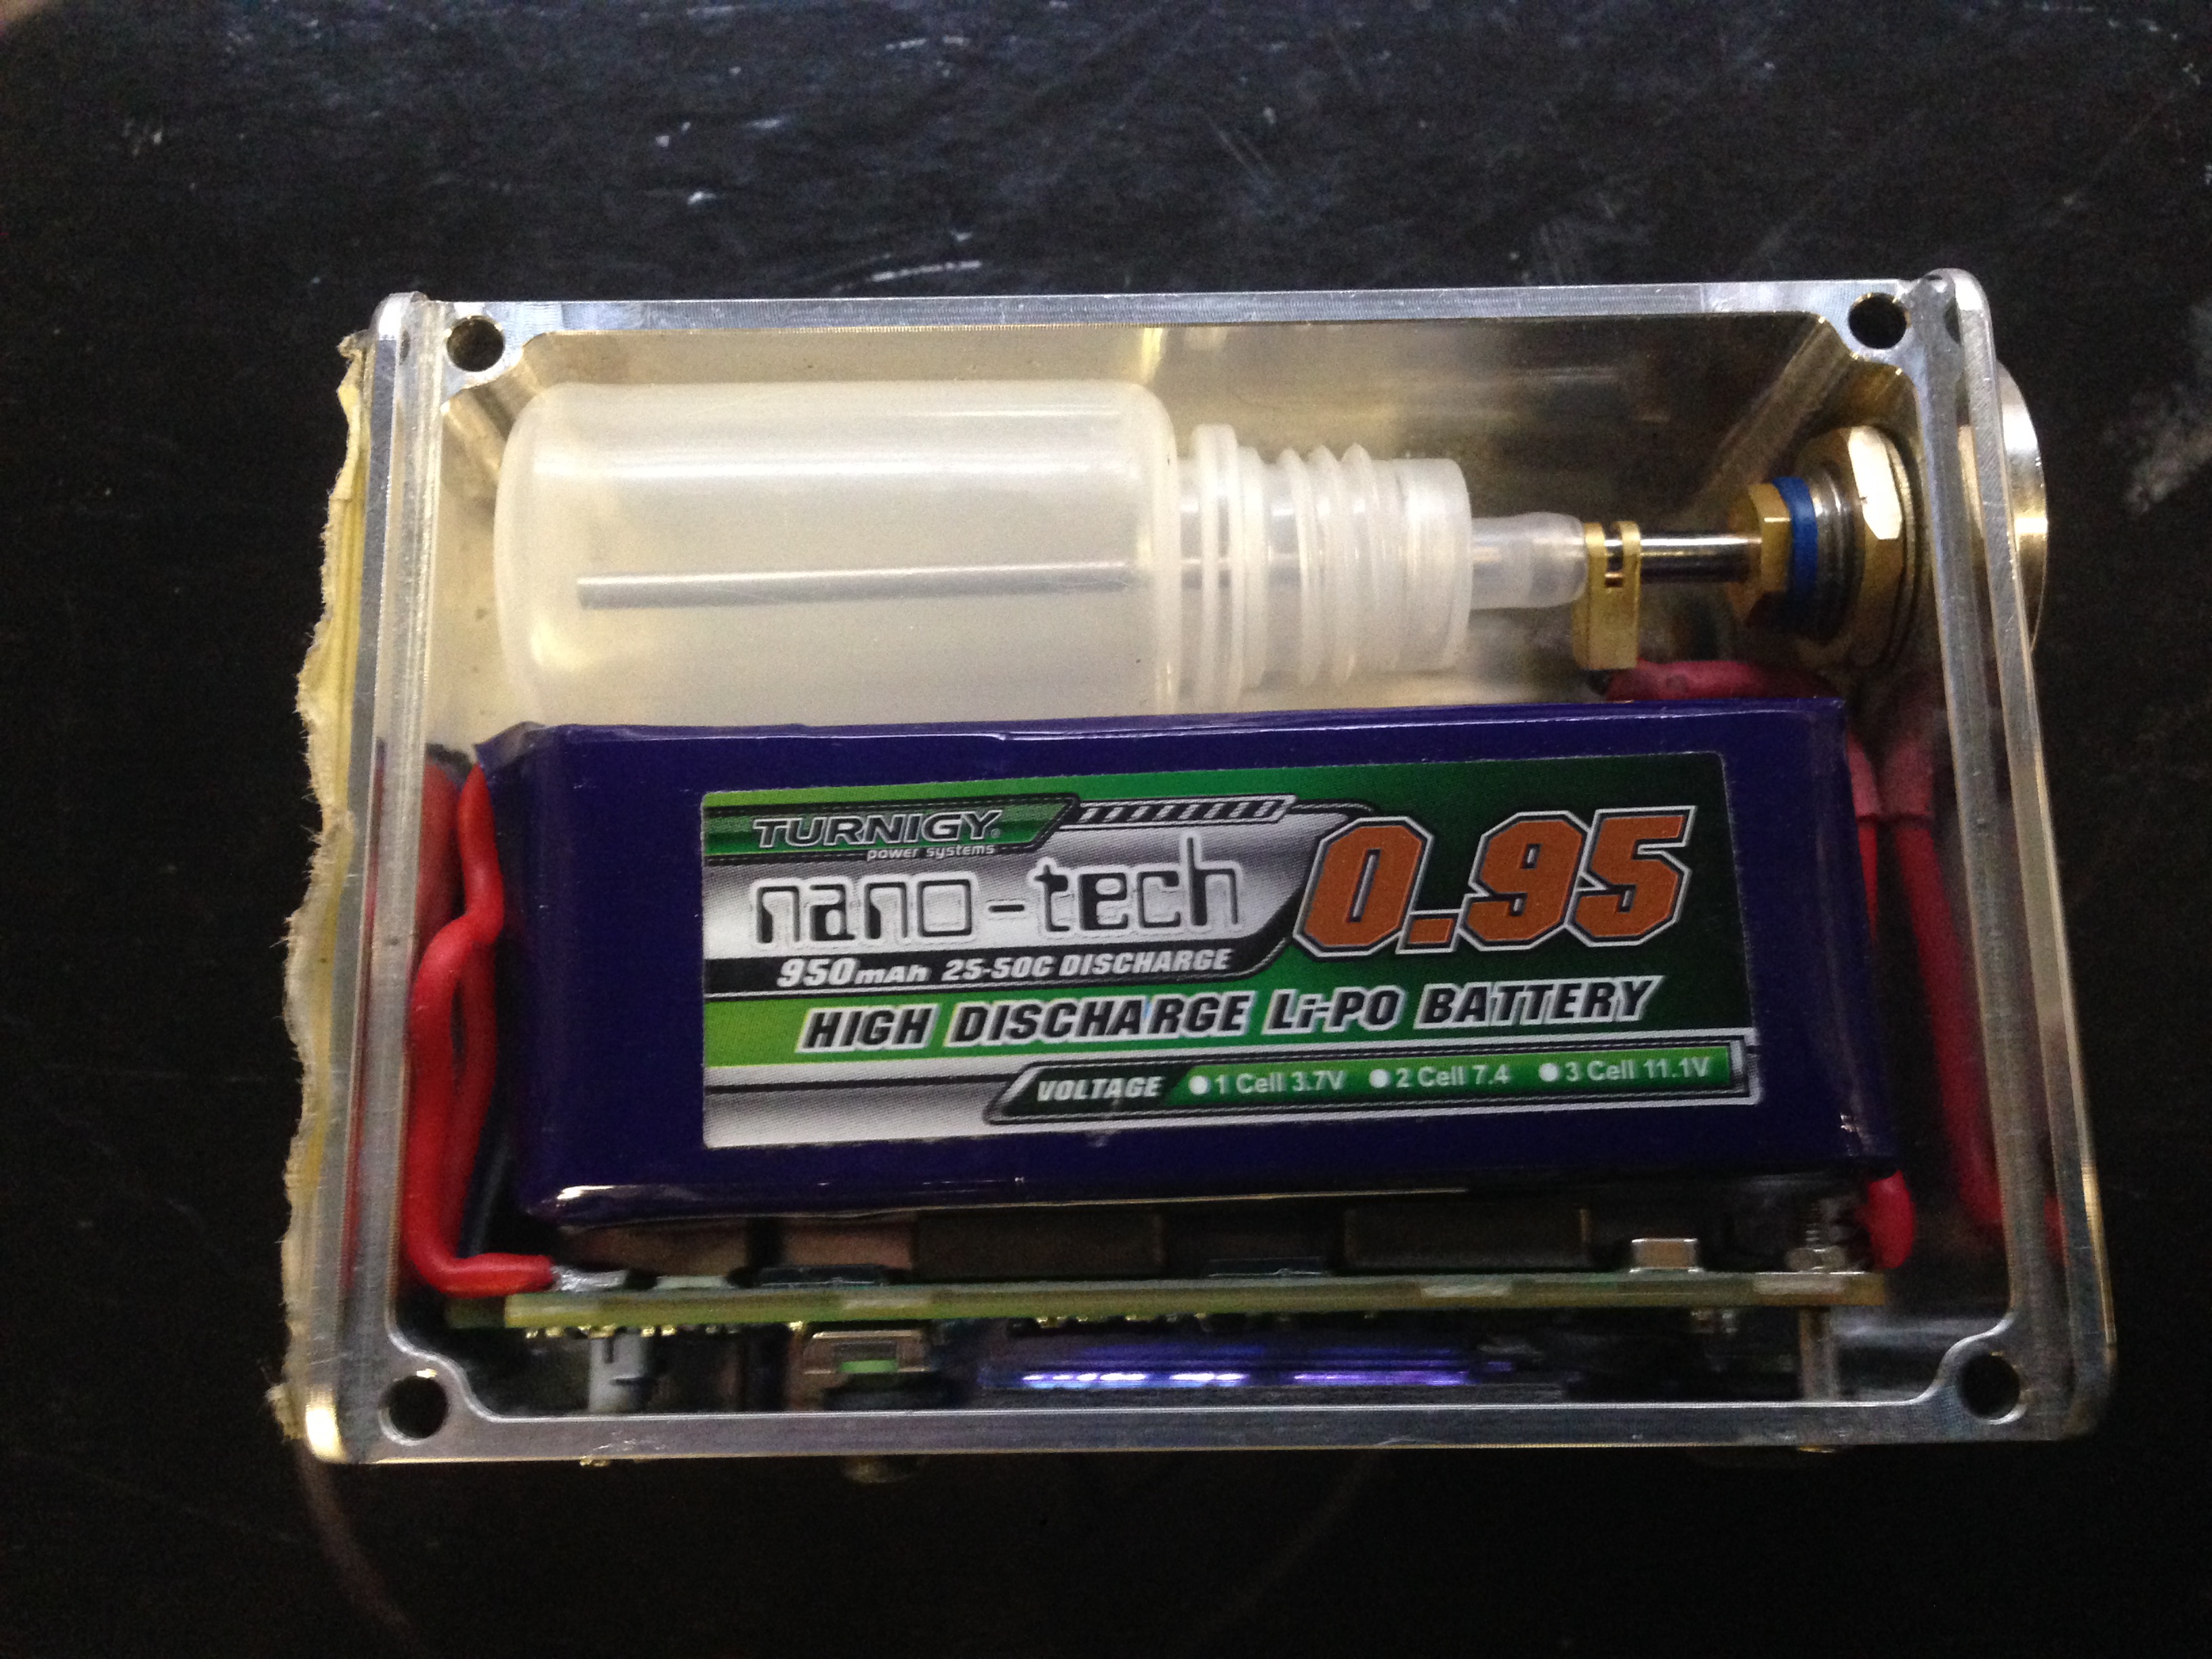 TURNIGY®
power systems
nano-tech
0.95
950mAh 25-50C DISCHARGE
HIGH DISCHARGE Li-PO BATTERY
VOLTAGE 1 Cell 3.7V 2 Cell 7.4 3 Cell 11.1V